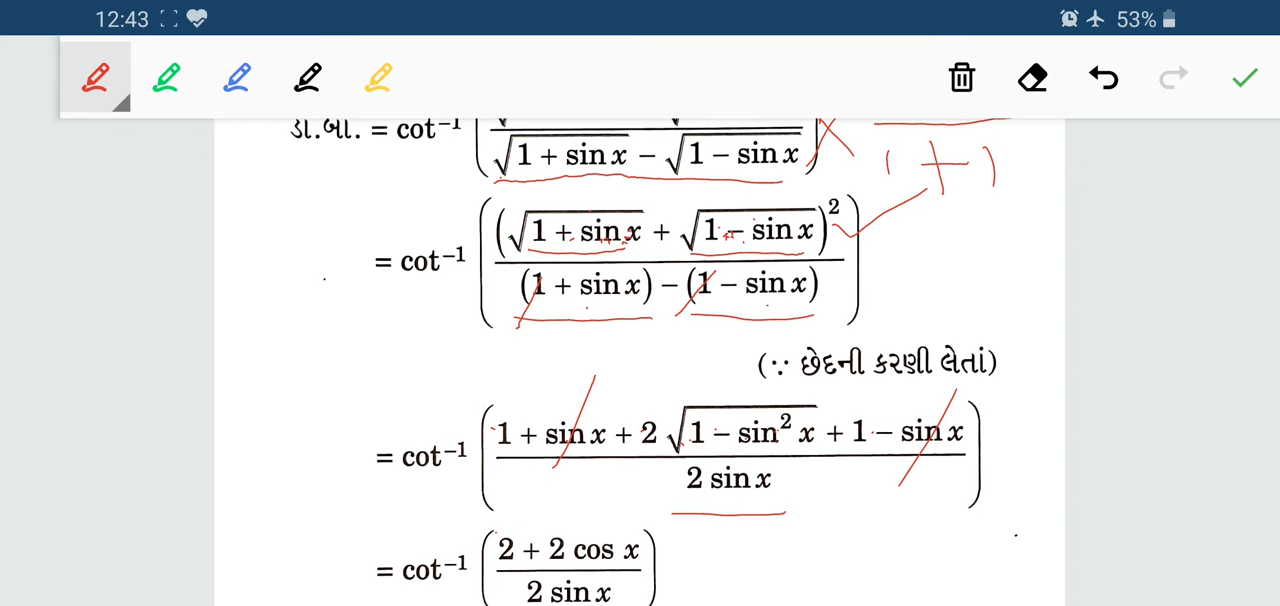 12:43 53%
ડા.બા. = cot⁻¹ (√(1 + sin x) − √(1 − sin x))
1 + 1
= cot⁻¹ ((√(1 + sin x) + √(1 − sin x))² / ((1 + sin x) − (1 − sin x)))
(∵ છેદની કરણી લેતાં)
= cot⁻¹ ((1 + sin x + 2 √(1 − sin² x) + 1 − sin x) / (2 sin x))
= cot⁻¹ ((2 + 2 cos x) / (2 sin x))